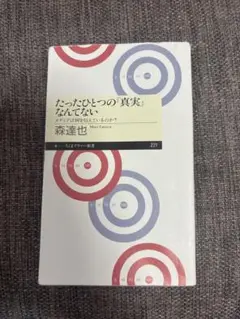 たったひとつの「真実」
なんてない
メディアは何を伝えているのか？
森達也
Mori Tatsuya
ちくまプリマー新書